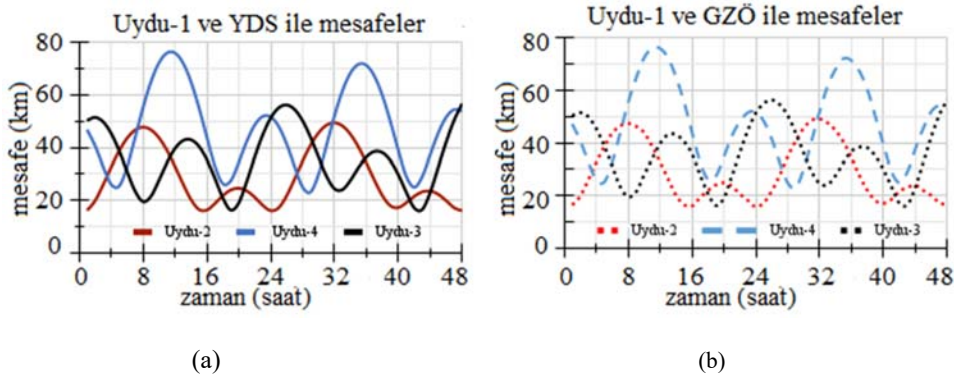 Uydu-1 ve YDS ile mesafeler
mesafe (km)
80
60
40
20
0
Uydu-2 Uydu-4 Uydu-3
0 8 16 24 32 40 48
zaman (saat)
(a)
Uydu-1 ve GZÖ ile mesafeler
mesafe (km)
80
60
40
20
0
Uydu-2 Uydu-4 Uydu-3
0 8 16 24 32 40 48
zaman (saat)
(b)